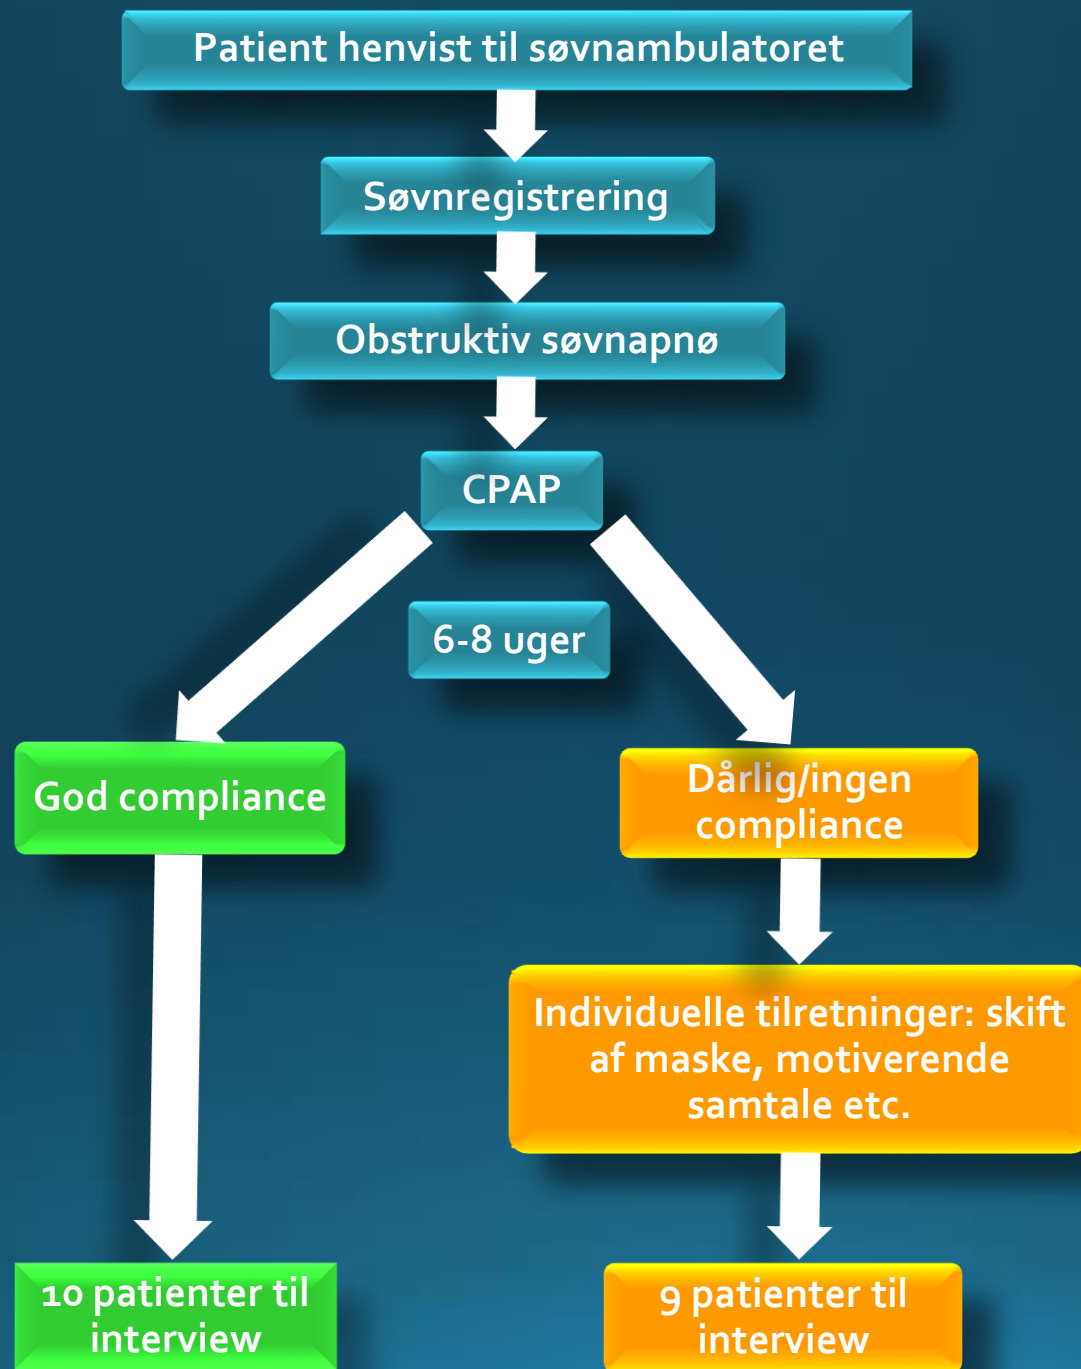 Patient henvist til søvnambulatoret
Søvnregistrering
Obstruktiv søvnapnø
CPAP
6-8 uger
God compliance
Dårlig/ingen
compliance
Individuelle tilretninger: skift
af maske, motiverende
samtale etc.
10 patienter til
interview
9 patienter til
interview